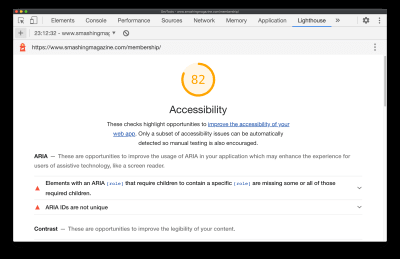 DevTools - www.smashingmagazine.com/membership/
Elements Console Performance Sources Network Memory Application Lighthouse »
23:12:32 - www.smashingmag
https://www.smashingmagazine.com/membership/
82
Accessibility
These checks highlight opportunities to improve the accessibility of your
web app. Only a subset of accessibility issues can be automatically
detected so manual testing is also encouraged.
ARIA — These are opportunities to improve the usage of ARIA in your application which may enhance the experience for
users of assistive technology, like a screen reader.
Elements with an ARIA [role] that require children to contain a specific [role] are missing some or all of those
required children.
ARIA IDs are not unique
Contrast — These are opportunities to improve the legibility of your content.